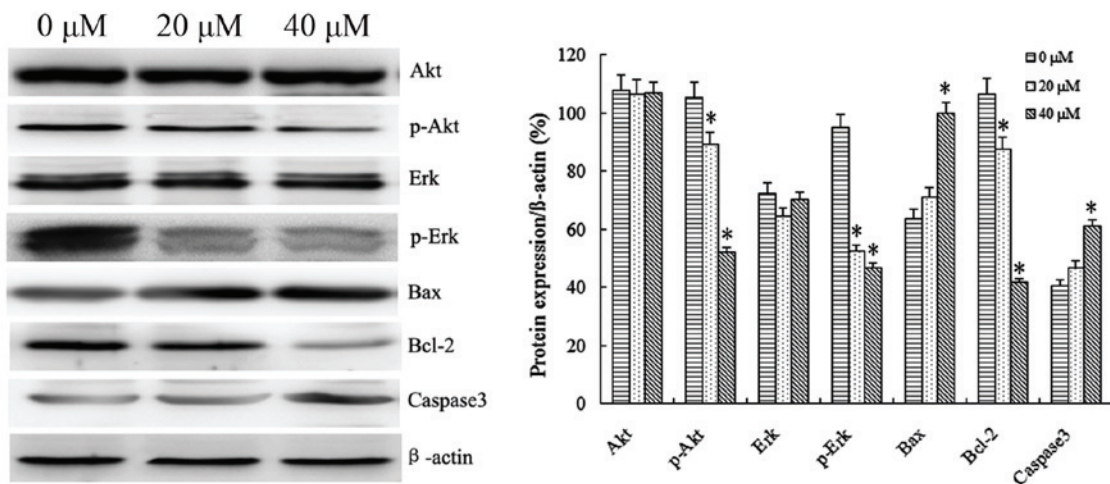 0 μM 20 μM 40 μM
Akt
p-Akt
Erk
p-Erk
Bax
Bcl-2
Caspase3
β-actin
Protein expression/β-actin (%)
120
100
80
60
40
20
0
0 μM
20 μM
40 μM
* * * * * * * *
Akt p-Akt Erk p-Erk Bax Bcl-2 Caspase3